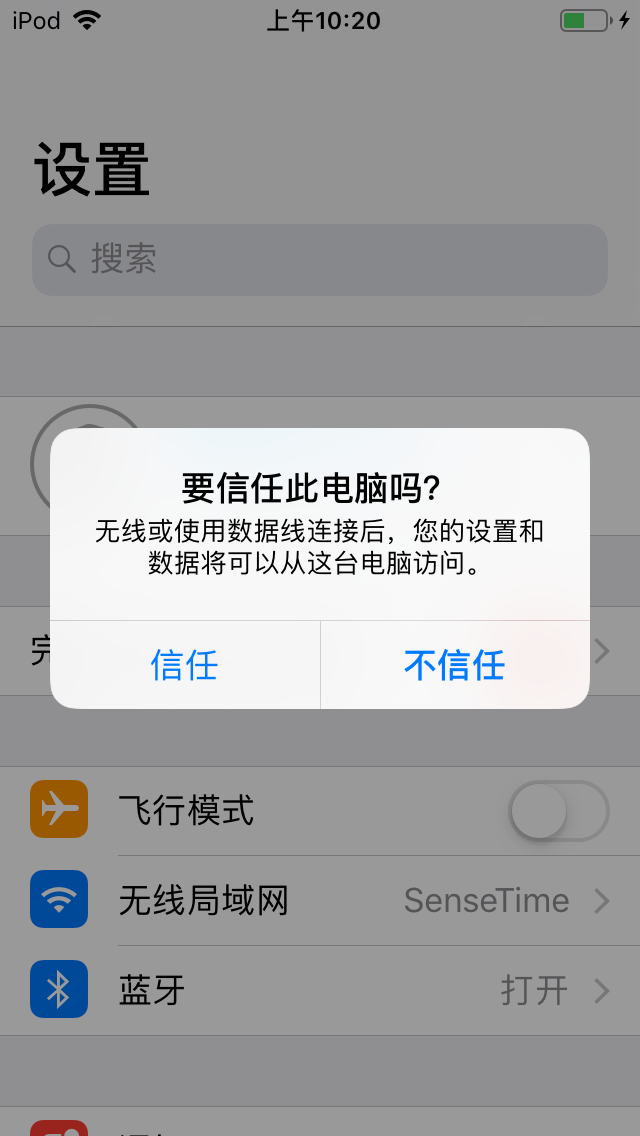 iPod 上午10:20
设置
搜索
要信任此电脑吗?
无线或使用数据线连接后，您的设置和
数据将可以从这台电脑访问。
信任 不信任
飞行模式
无线局域网 SenseTime
蓝牙 打开